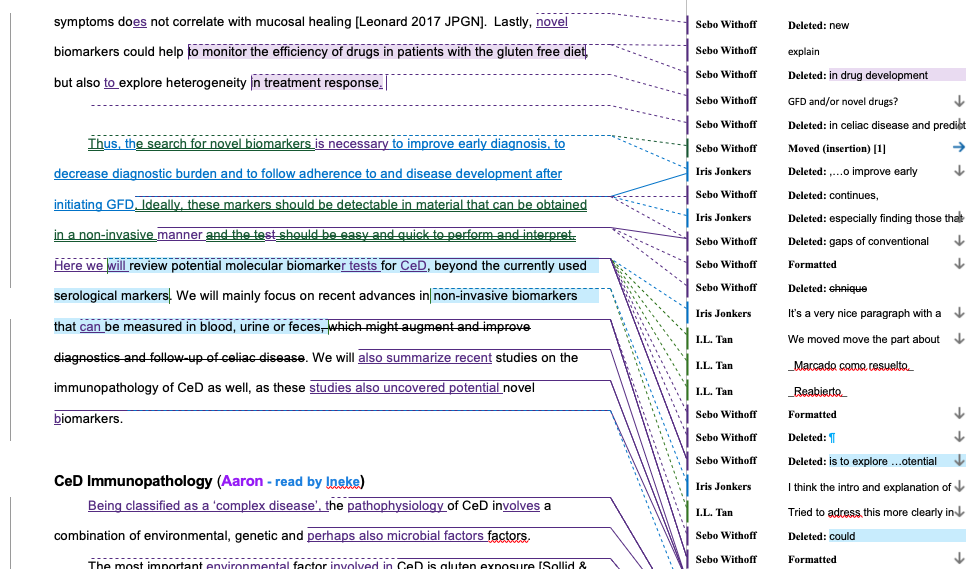 symptoms does not correlate with mucosal healing [Leonard 2017 JPGN].  Lastly, novel
biomarkers could help to monitor the efficiency of drugs in patients with the gluten free diet,
but also to explore heterogeneity in treatment response.
Thus, the search for novel biomarkers is necessary to improve early diagnosis, to
decrease diagnostic burden and to follow adherence to and disease development after
initiating GFD. Ideally, these markers should be detectable in material that can be obtained
in a non-invasive manner and the test should be easy and quick to perform and interpret.
Here we will review potential molecular biomarker tests for CeD, beyond the currently used
serological markers. We will mainly focus on recent advances in non-invasive biomarkers
that can be measured in blood, urine or feces, which might augment and improve
diagnostics and follow-up of celiac disease. We will also summarize recent studies on the
immunopathology of CeD as well, as these studies also uncovered potential novel
biomarkers.
CeD Immunopathology (Aaron - read by Ineke)
Being classified as a ‘complex disease’, the pathophysiology of CeD involves a
combination of environmental, genetic and perhaps also microbial factors factors.
The most important environmental factor involved in CeD is gluten exposure [Sollid &
Sebo Withoff Deleted: new
Sebo Withoff explain
Sebo Withoff Deleted: in drug development
Sebo Withoff GFD and/or novel drugs?
Sebo Withoff Deleted: in celiac disease and predict
Sebo Withoff Moved (insertion) [1]
Iris Jonkers Deleted: ,…o improve early
Sebo Withoff Deleted: continues,
Iris Jonkers Deleted: especially finding those that
Sebo Withoff Deleted: gaps of conventional
Sebo Withoff Formatted
Sebo Withoff Deleted: chnique
Iris Jonkers It’s a very nice paragraph with a
I.L. Tan We moved move the part about
I.L. Tan _Marcado como resuelto_
I.L. Tan _Reabierto_
Sebo Withoff Formatted
Sebo Withoff Deleted: ¶
Sebo Withoff Deleted: is to explore …otential
Iris Jonkers I think the intro and explanation of
I.L. Tan Tried to adress this more clearly in
Sebo Withoff Deleted: could
Sebo Withoff Formatted